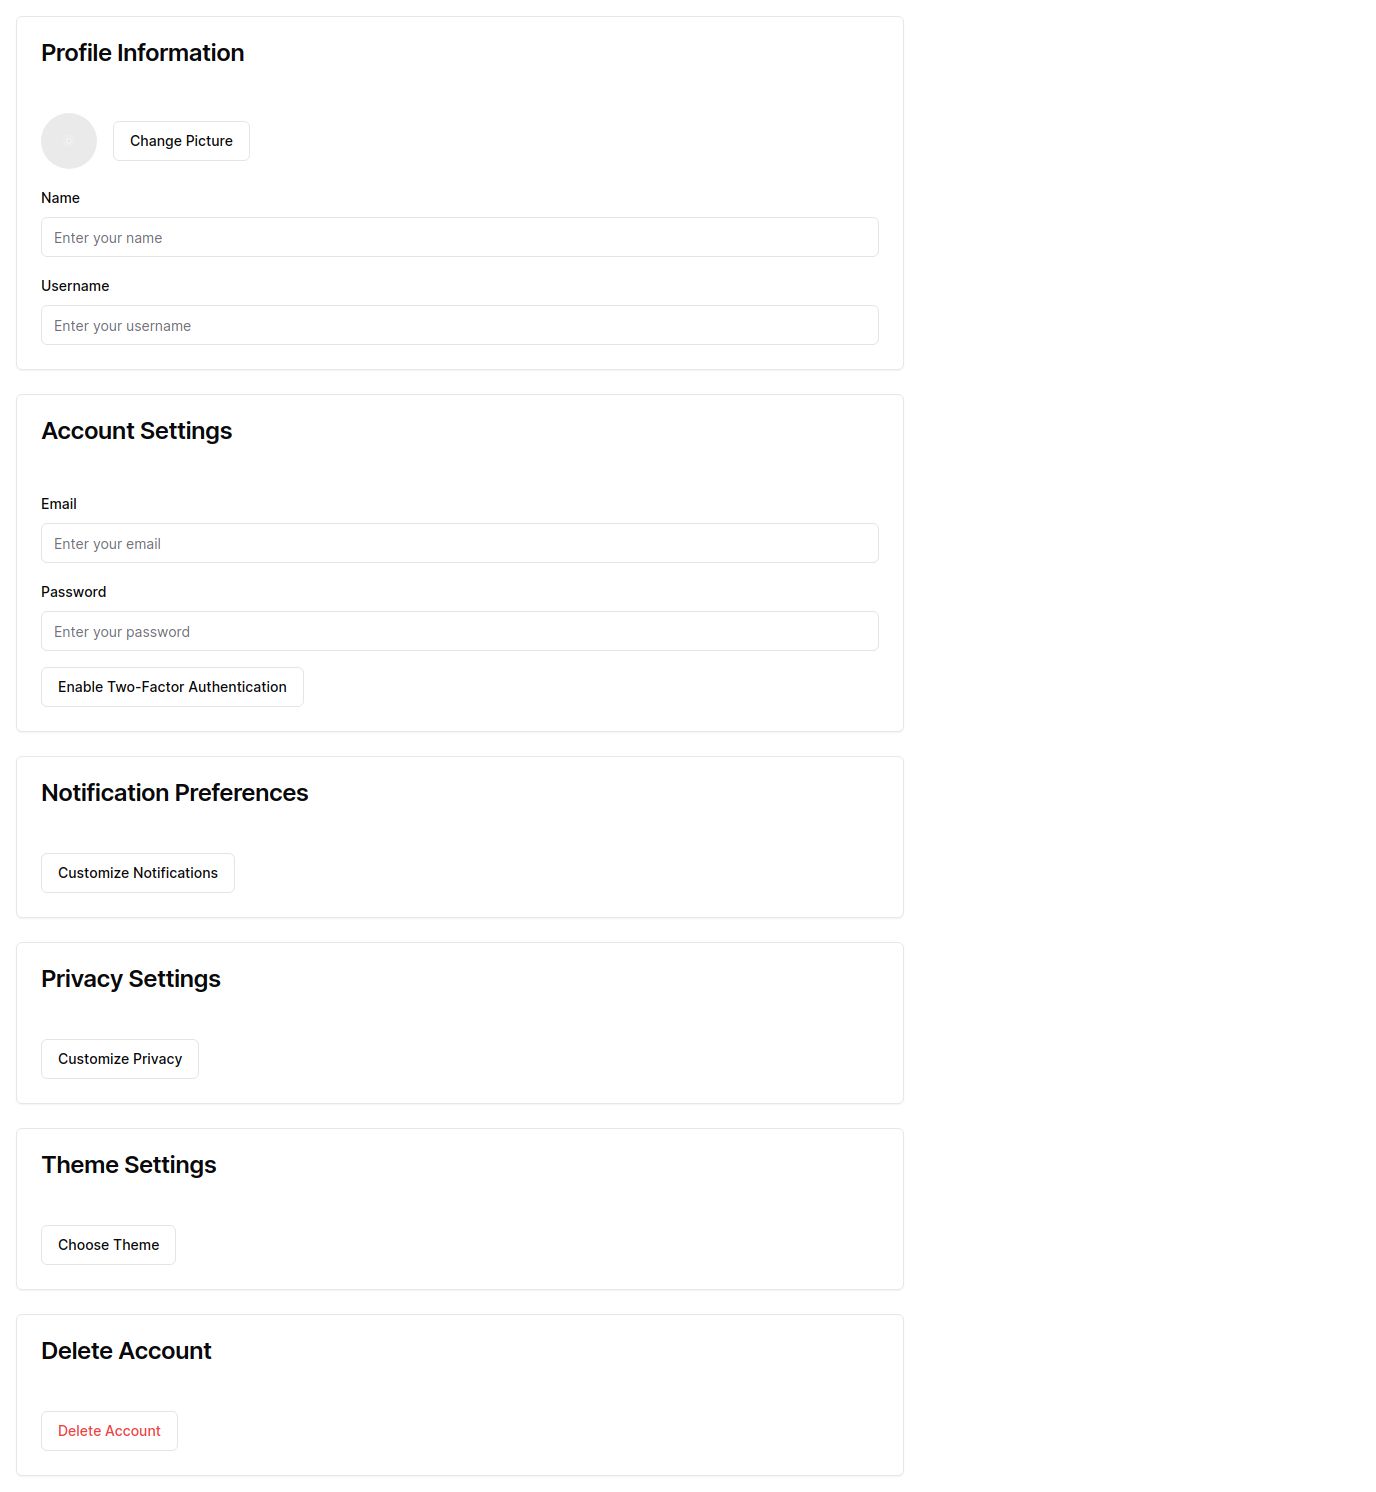 Profile Information
Change Picture
Name
Enter your name
Username
Enter your username
Account Settings
Email
Enter your email
Password
Enter your password
Enable Two-Factor Authentication
Notification Preferences
Customize Notifications
Privacy Settings
Customize Privacy
Theme Settings
Choose Theme
Delete Account
Delete Account